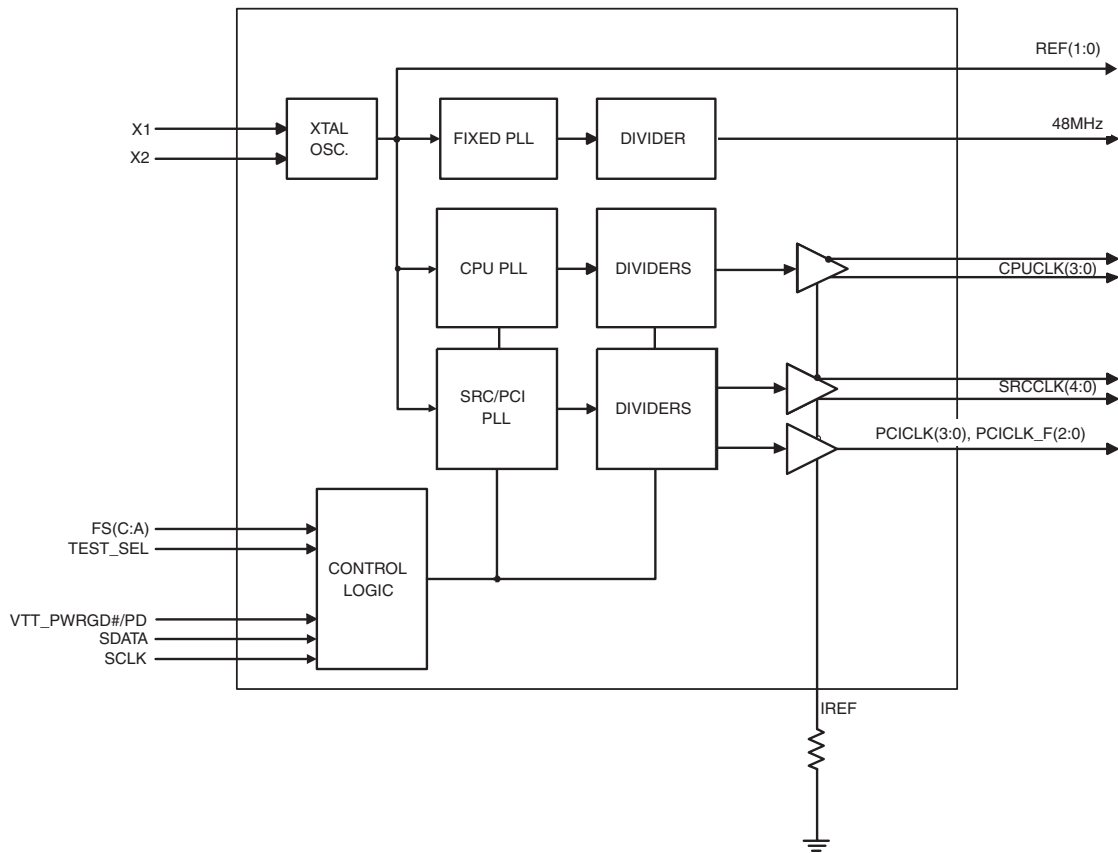 REF(1:0)
X1
X2
XTAL
OSC.
FIXED PLL
DIVIDER
48MHz
CPU PLL
DIVIDERS
CPUCLK(3:0)
SRC/PCI
PLL
DIVIDERS
SRCCLK(4:0)
PCICLK(3:0), PCICLK_F(2:0)
FS(C:A)
TEST_SEL
CONTROL
LOGIC
VTT_PWRGD#/PD
SDATA
SCLK
IREF